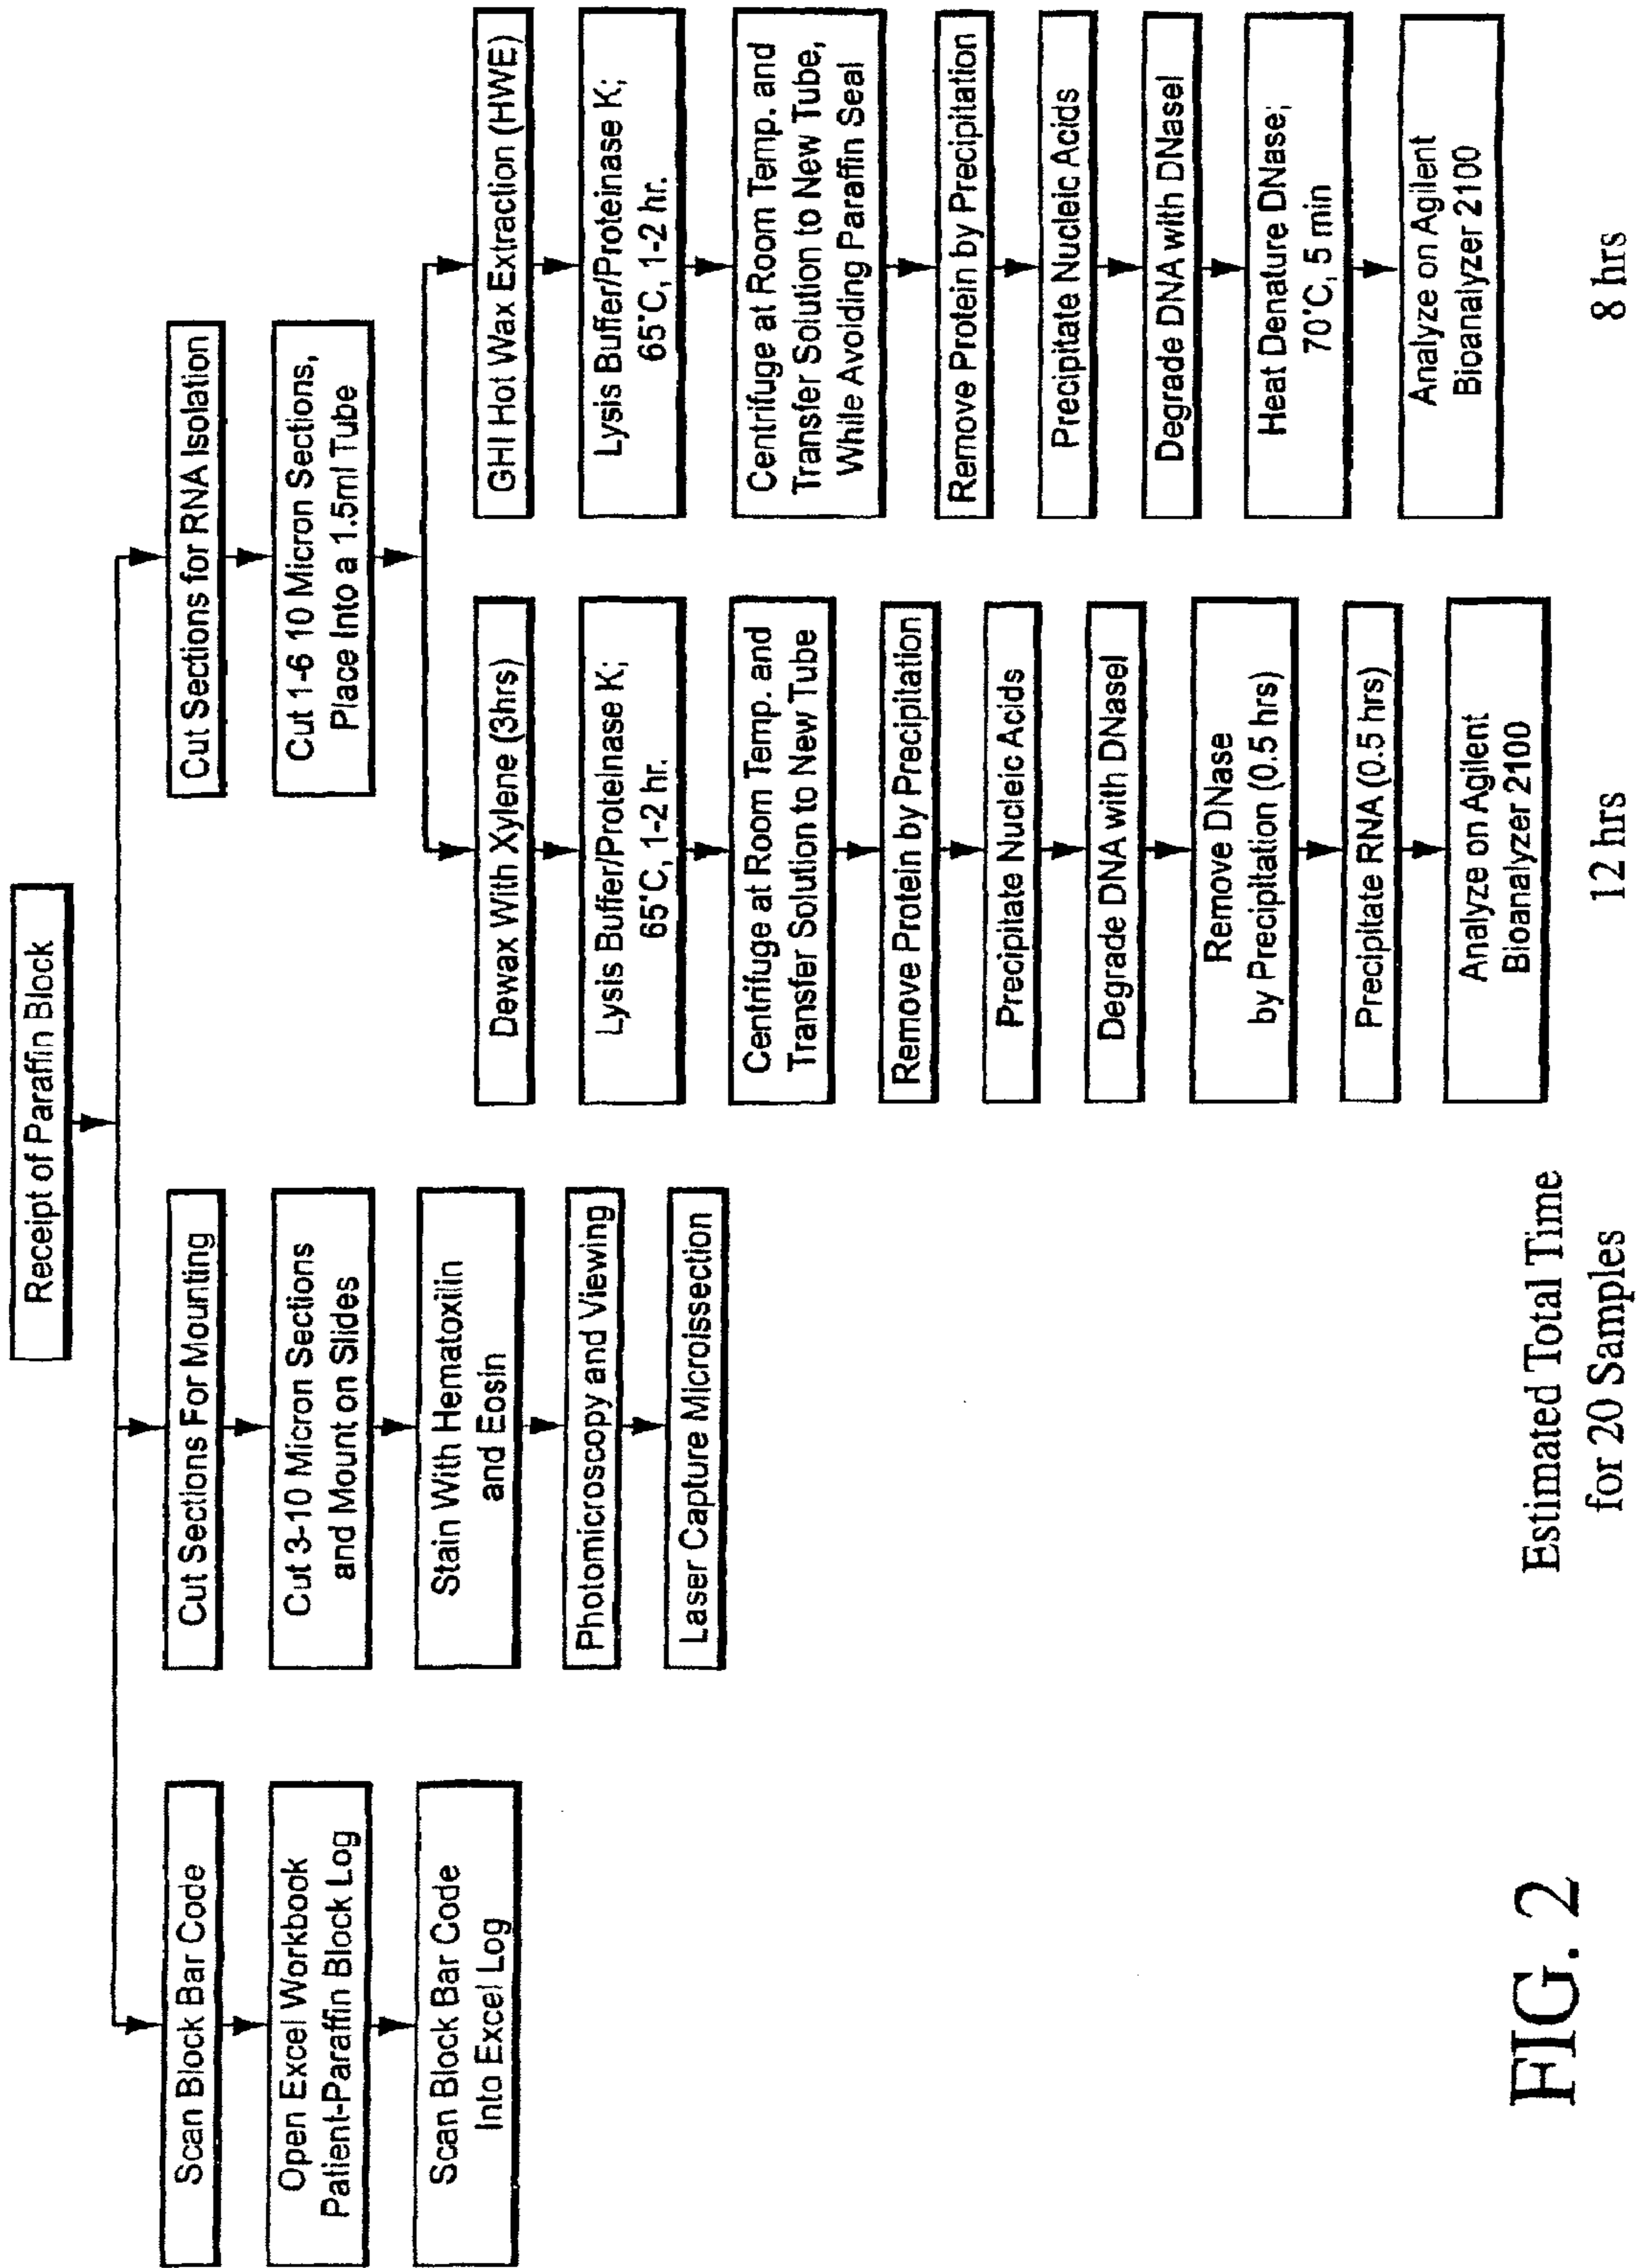 Receipt of Paraffin Block
Scan Block Bar Code
Open Excel Workbook
Patient-Paraffin Block Log
Scan Block Bar Code
Into Excel Log
Cut Sections For Mounting
Cut 3-10 Micron Sections
and Mount on Slides
Stain With Hematoxilin
and Eosin
Photomicroscopy and Viewing
Laser Capture Microissection
Cut Sections for RNA Isolation
Cut 1-6 10 Micron Sections,
Place Into a 1.5ml Tube
Dewax With Xylene (3hrs)
Lysis Buffer/Proteinase K;
65°C, 1-2 hr.
Centrifuge at Room Temp. and
Transfer Solution to New Tube
Remove Protein by Precipitation
Precipitate Nucleic Acids
Degrade DNA with DNaseI
Remove DNase
by Precipitation (0.5 hrs)
Precipitate RNA (0.5 hrs)
Analyze on Agilent
Bioanalyzer 2100
GHI Hot Wax Extraction (HWE)
Lysis Buffer/Proteinase K;
65°C, 1-2 hr.
Centrifuge at Room Temp. and
Transfer Solution to New Tube,
While Avoiding Paraffin Seal
Remove Protein by Precipitation
Precipitate Nucleic Acids
Degrade DNA with DNaseI
Heat Denature DNase;
70°C, 5 min
Analyze on Agilent
Bioanalyzer 2100
Estimated Total Time
for 20 Samples
12 hrs
8 hrs
FIG. 2